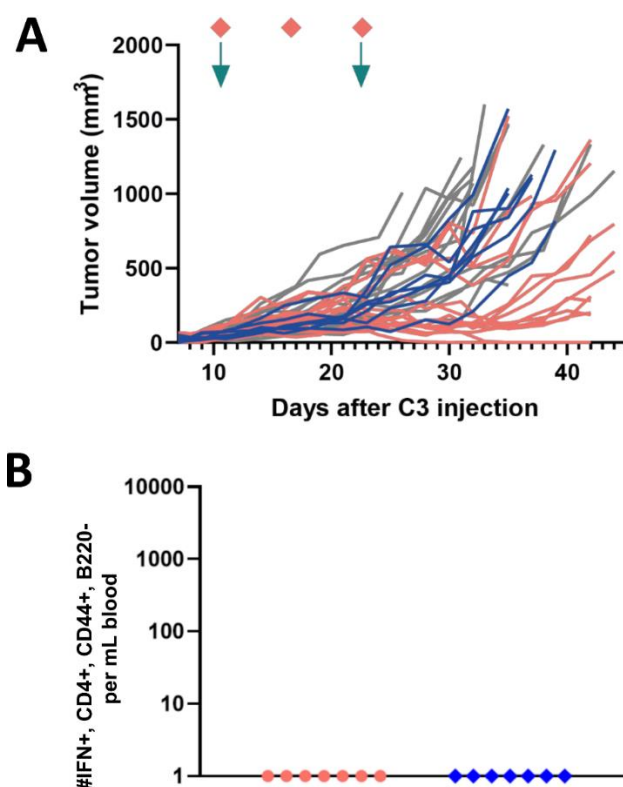 A
Tumor volume (mm³)
2000
1500
1000
500
0
10 20 30 40
Days after C3 injection
B
#IFN+, CD4+, CD44+, B220-
per mL blood
10000
1000
100
10
1